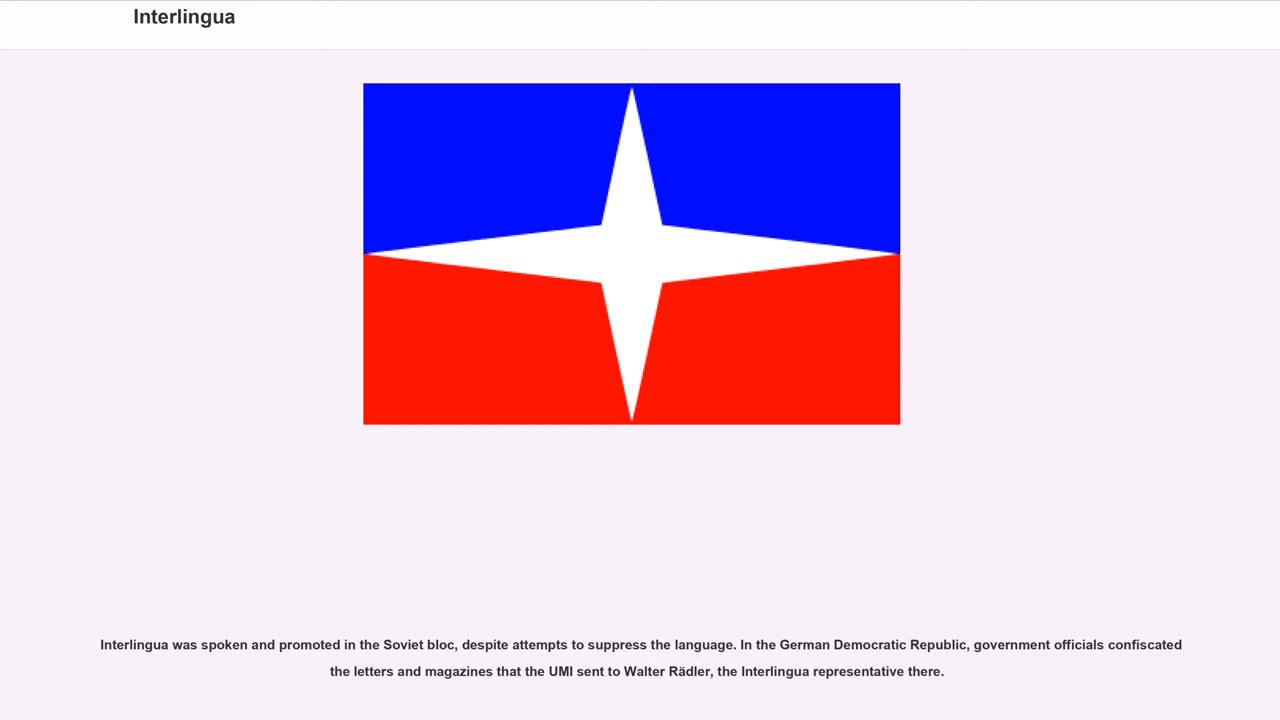 Interlingua
Interlingua was spoken and promoted in the Soviet bloc, despite attempts to suppress the language. In the German Democratic Republic, government officials confiscated
the letters and magazines that the UMI sent to Walter Rädler, the Interlingua representative there.